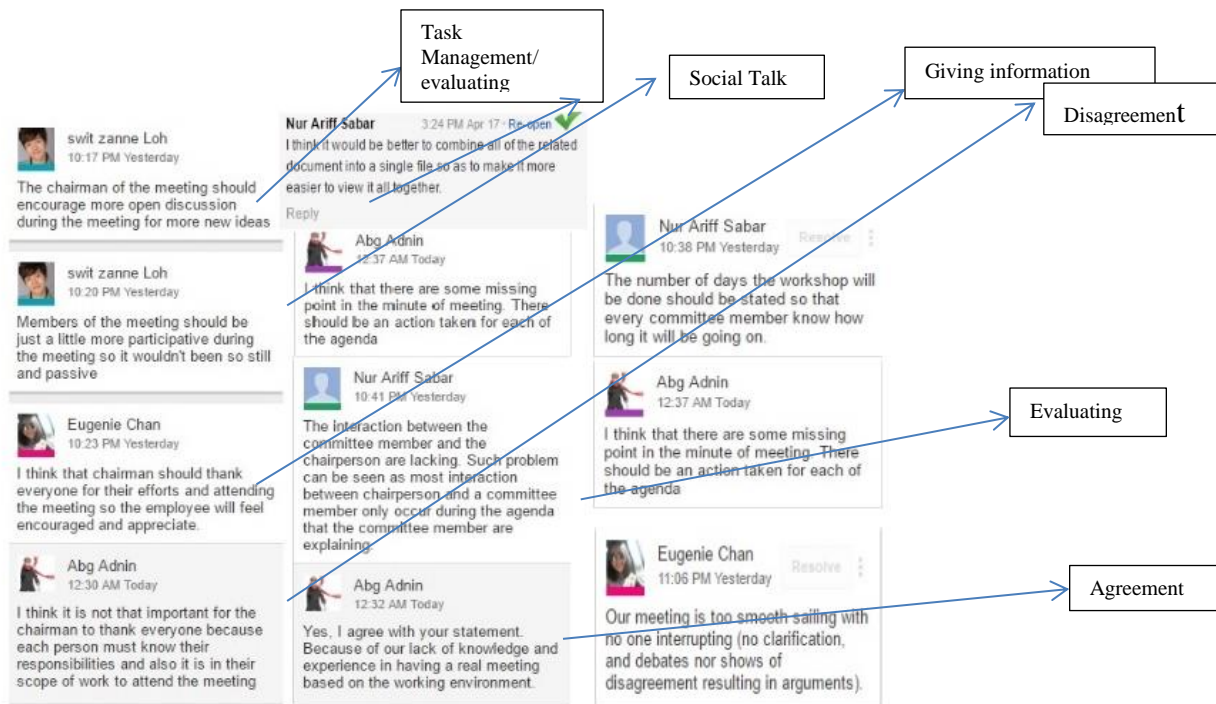 Task
Management/
evaluating
Social Talk
Giving information
Disagreement
swit zanne Loh
10:17 PM Yesterday
The chairman of the meeting should
encourage more open discussion
during the meeting for more new ideas
swit zanne Loh
10:20 PM Yesterday
Members of the meeting should be
just a little more participative during
the meeting so it wouldn't been so still
and passive
Eugenie Chan
10:23 PM Yesterday
I think that chairman should thank
everyone for their efforts and attending
the meeting so the employee will feel
encouraged and appreciate.
Abg Adnin
12:30 AM Today
I think it is not that important for the
chairman to thank everyone because
each person must know their
responsibilities and also it is in their
scope of work to attend the meeting
Nur Ariff Sabar 3:24 PM Apr 17 · Re-open
I think it would be better to combine all of the related
document into a single file so as to make it more
easier to view it all together.
Reply
Abg Adnin
12:37 AM Today
I think that there are some missing
point in the minute of meeting. There
should be an action taken for each of
the agenda
Nur Ariff Sabar
10:41 PM Yesterday
The interaction between the
committee member and the
chairperson are lacking. Such problem
can be seen as most interaction
between chairperson and a committee
member only occur during the agenda
that the committee member are
explaining.
Abg Adnin
12:32 AM Today
Yes, I agree with your statement.
Because of our lack of knowledge and
experience in having a real meeting
based on the working environment.
Nur Ariff Sabar
10:38 PM Yesterday Resolve
The number of days the workshop will
be done should be stated so that
every committee member know how
long it will be going on.
Abg Adnin
12:37 AM Today
I think that there are some missing
point in the minute of meeting. There
should be an action taken for each of
the agenda
Eugenie Chan
11:06 PM Yesterday Resolve
Our meeting is too smooth sailing with
no one interrupting (no clarification,
and debates nor shows of
disagreement resulting in arguments).
Evaluating
Agreement